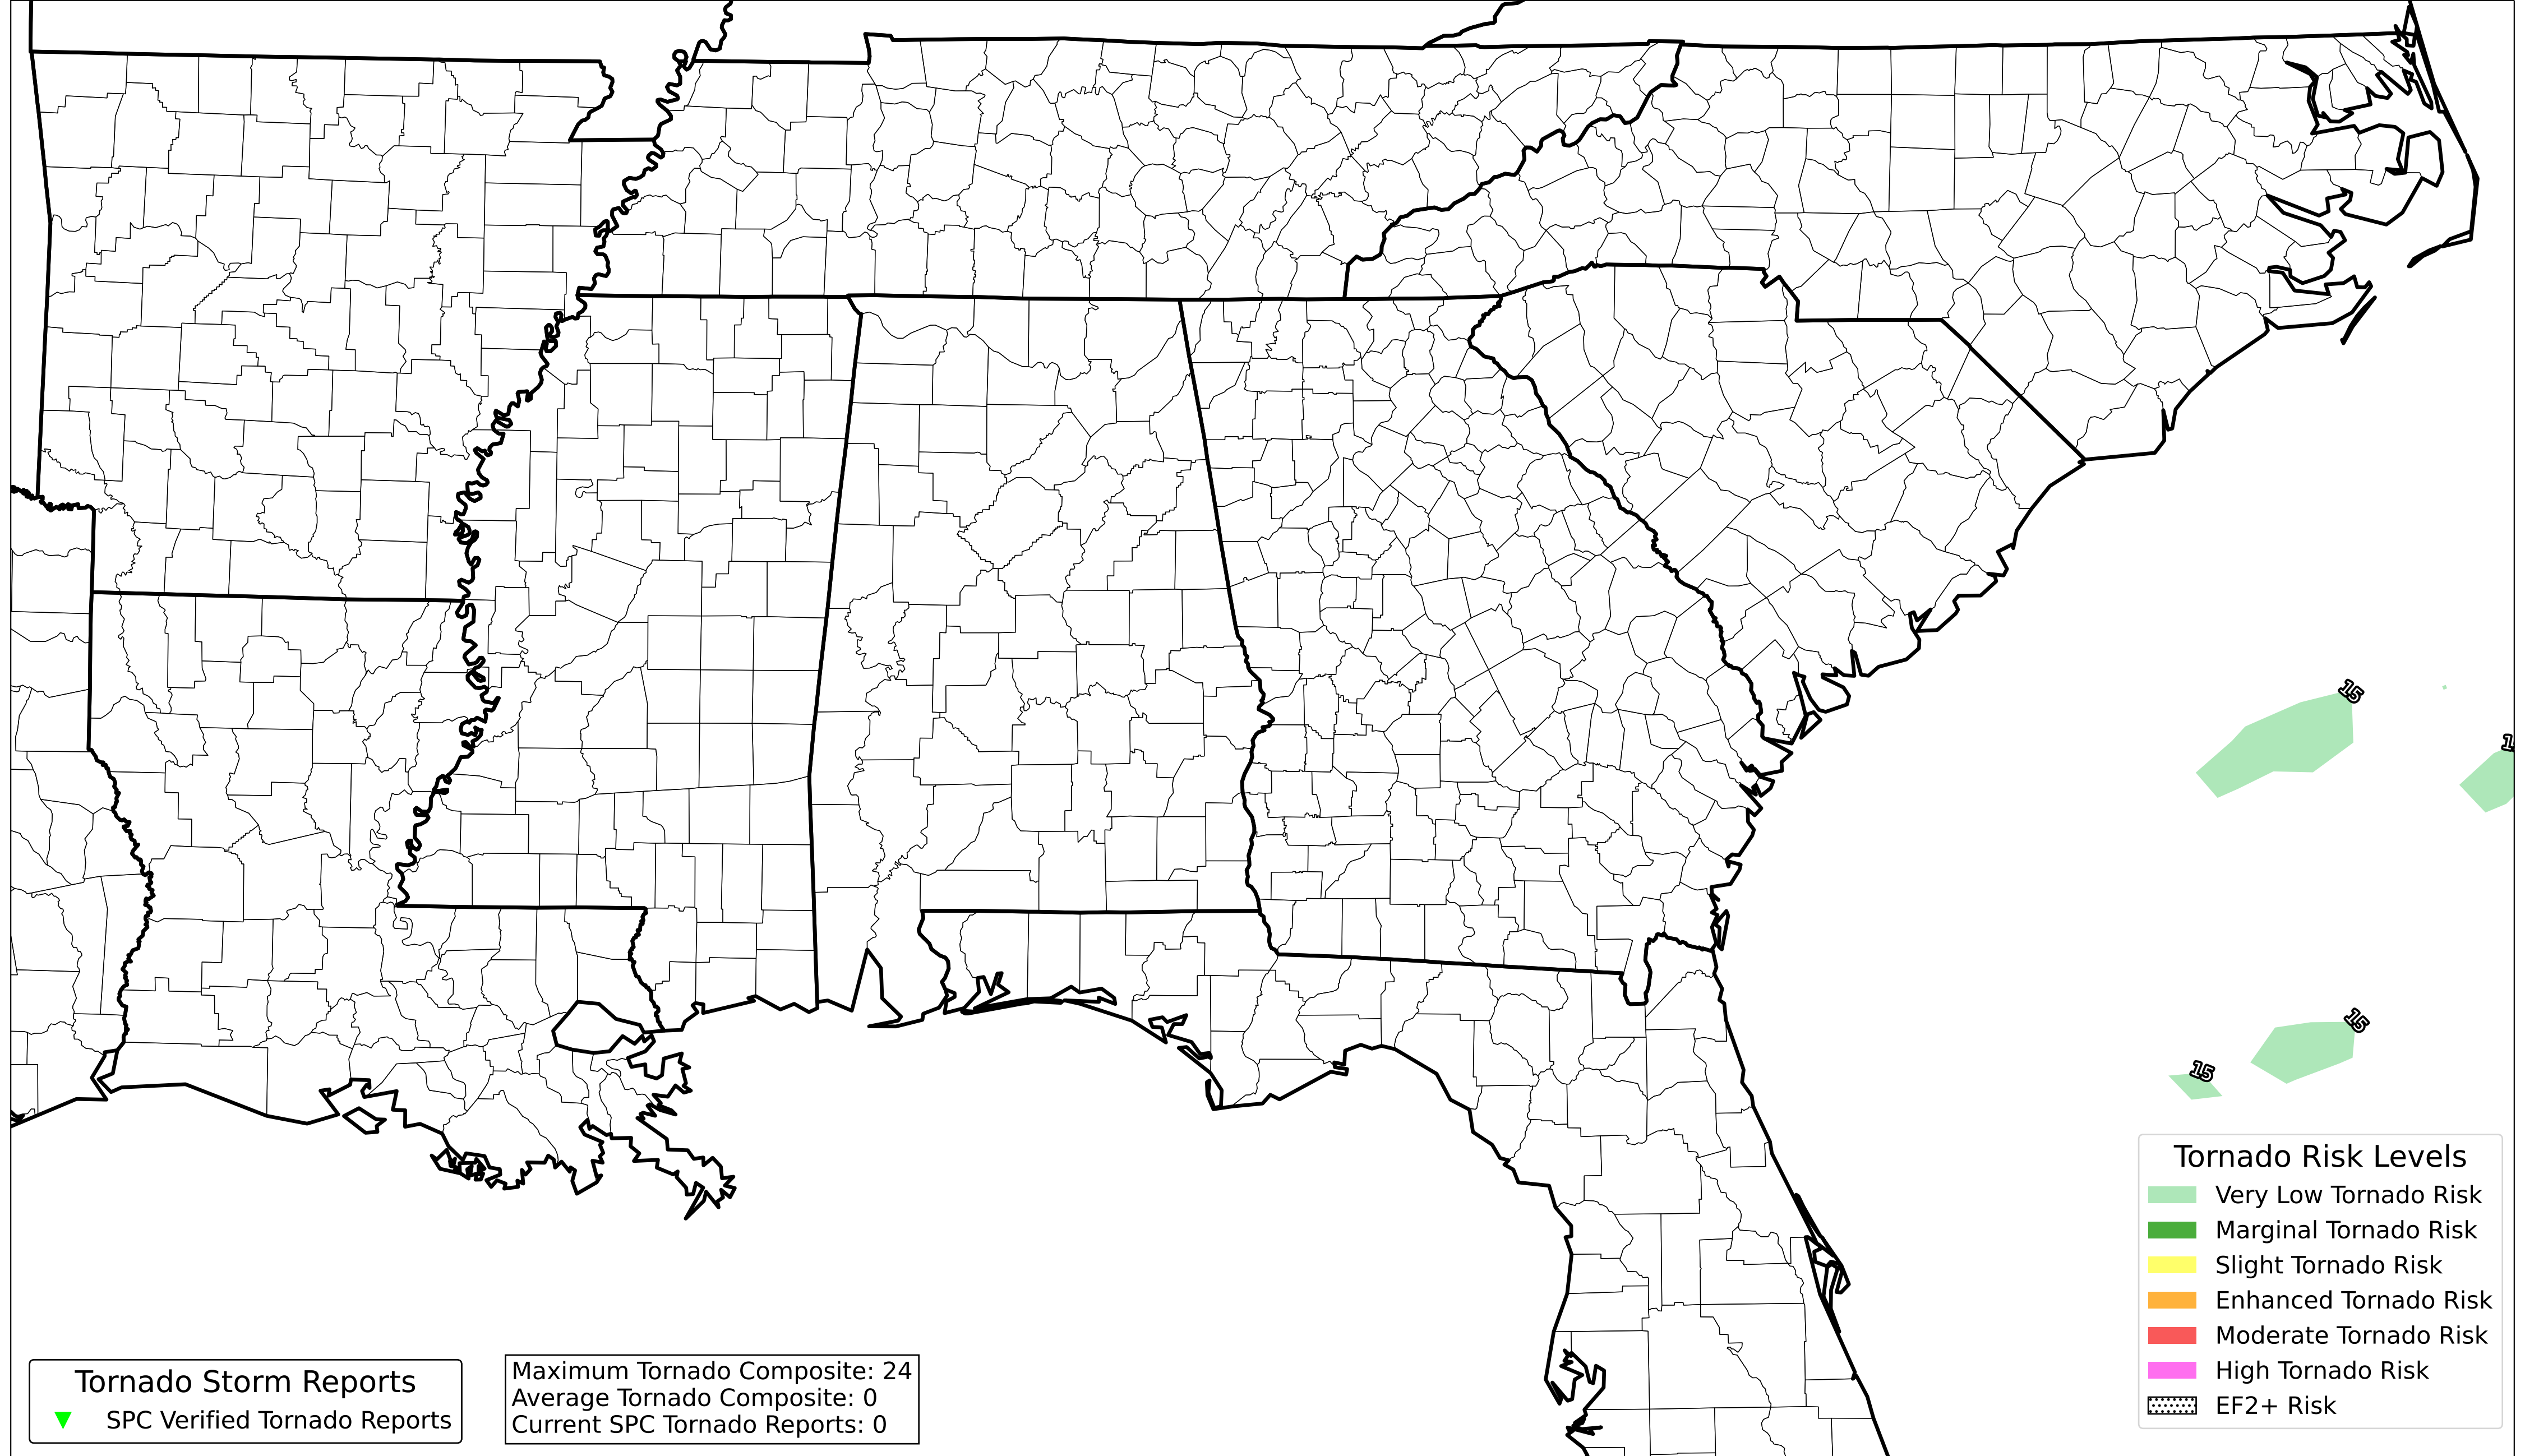 15
15
15
Tornado Risk Levels
Very Low Tornado Risk
Marginal Tornado Risk
Slight Tornado Risk
Enhanced Tornado Risk
Moderate Tornado Risk
High Tornado Risk
EF2+ Risk
Tornado Storm Reports
SPC Verified Tornado Reports
Maximum Tornado Composite: 24
Average Tornado Composite: 0
Current SPC Tornado Reports: 0